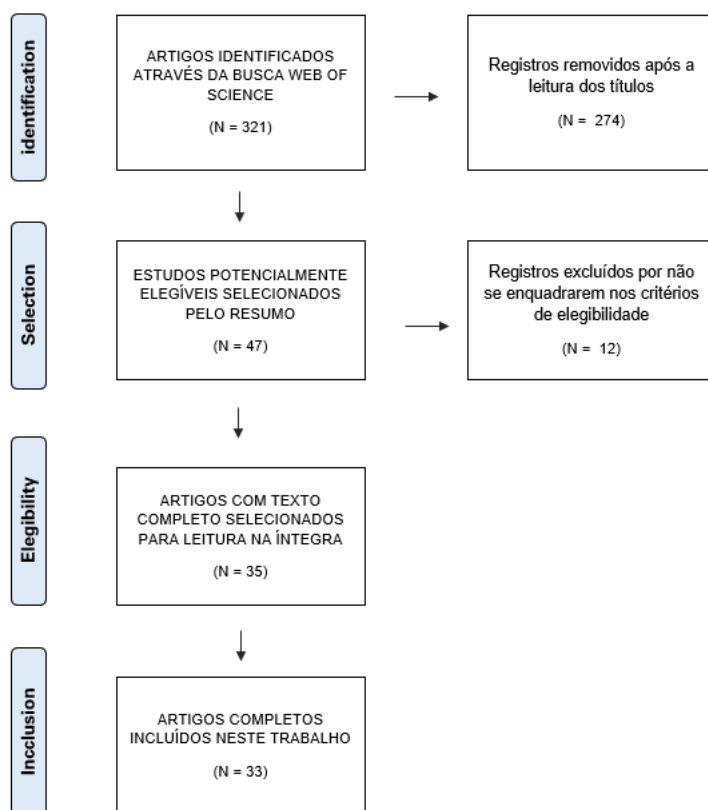 identification
ARTIGOS IDENTIFICADOS
ATRAVÉS DA BUSCA WEB OF
SCIENCE
(N = 321)
Registros removidos após a
leitura dos títulos
(N = 274)
Selection
ESTUDOS POTENCIALMENTE
ELEGÍVEIS SELECIONADOS
PELO RESUMO
(N = 47)
Registros excluídos por não
se enquadrarem nos critérios
de elegibilidade
(N = 12)
Elegibility
ARTIGOS COM TEXTO
COMPLETO SELECIONADOS
PARA LEITURA NA ÍNTEGRA
(N = 35)
Incclusion
ARTIGOS COMPLETOS
INCLUÍDOS NESTE TRABALHO
(N = 33)